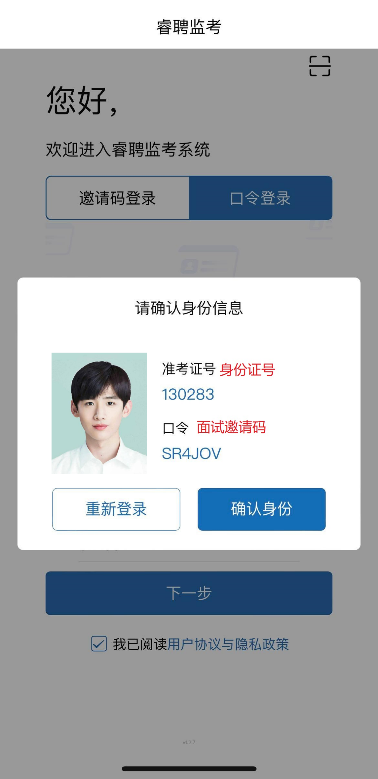 睿聘监考
您好，
欢迎进入睿聘监考系统
邀请码登录 口令登录
请确认身份信息
准考证号 身份证号
130283
口令 面试邀请码
SR4JOV
重新登录 确认身份
下一步
我已阅读用户协议与隐私政策